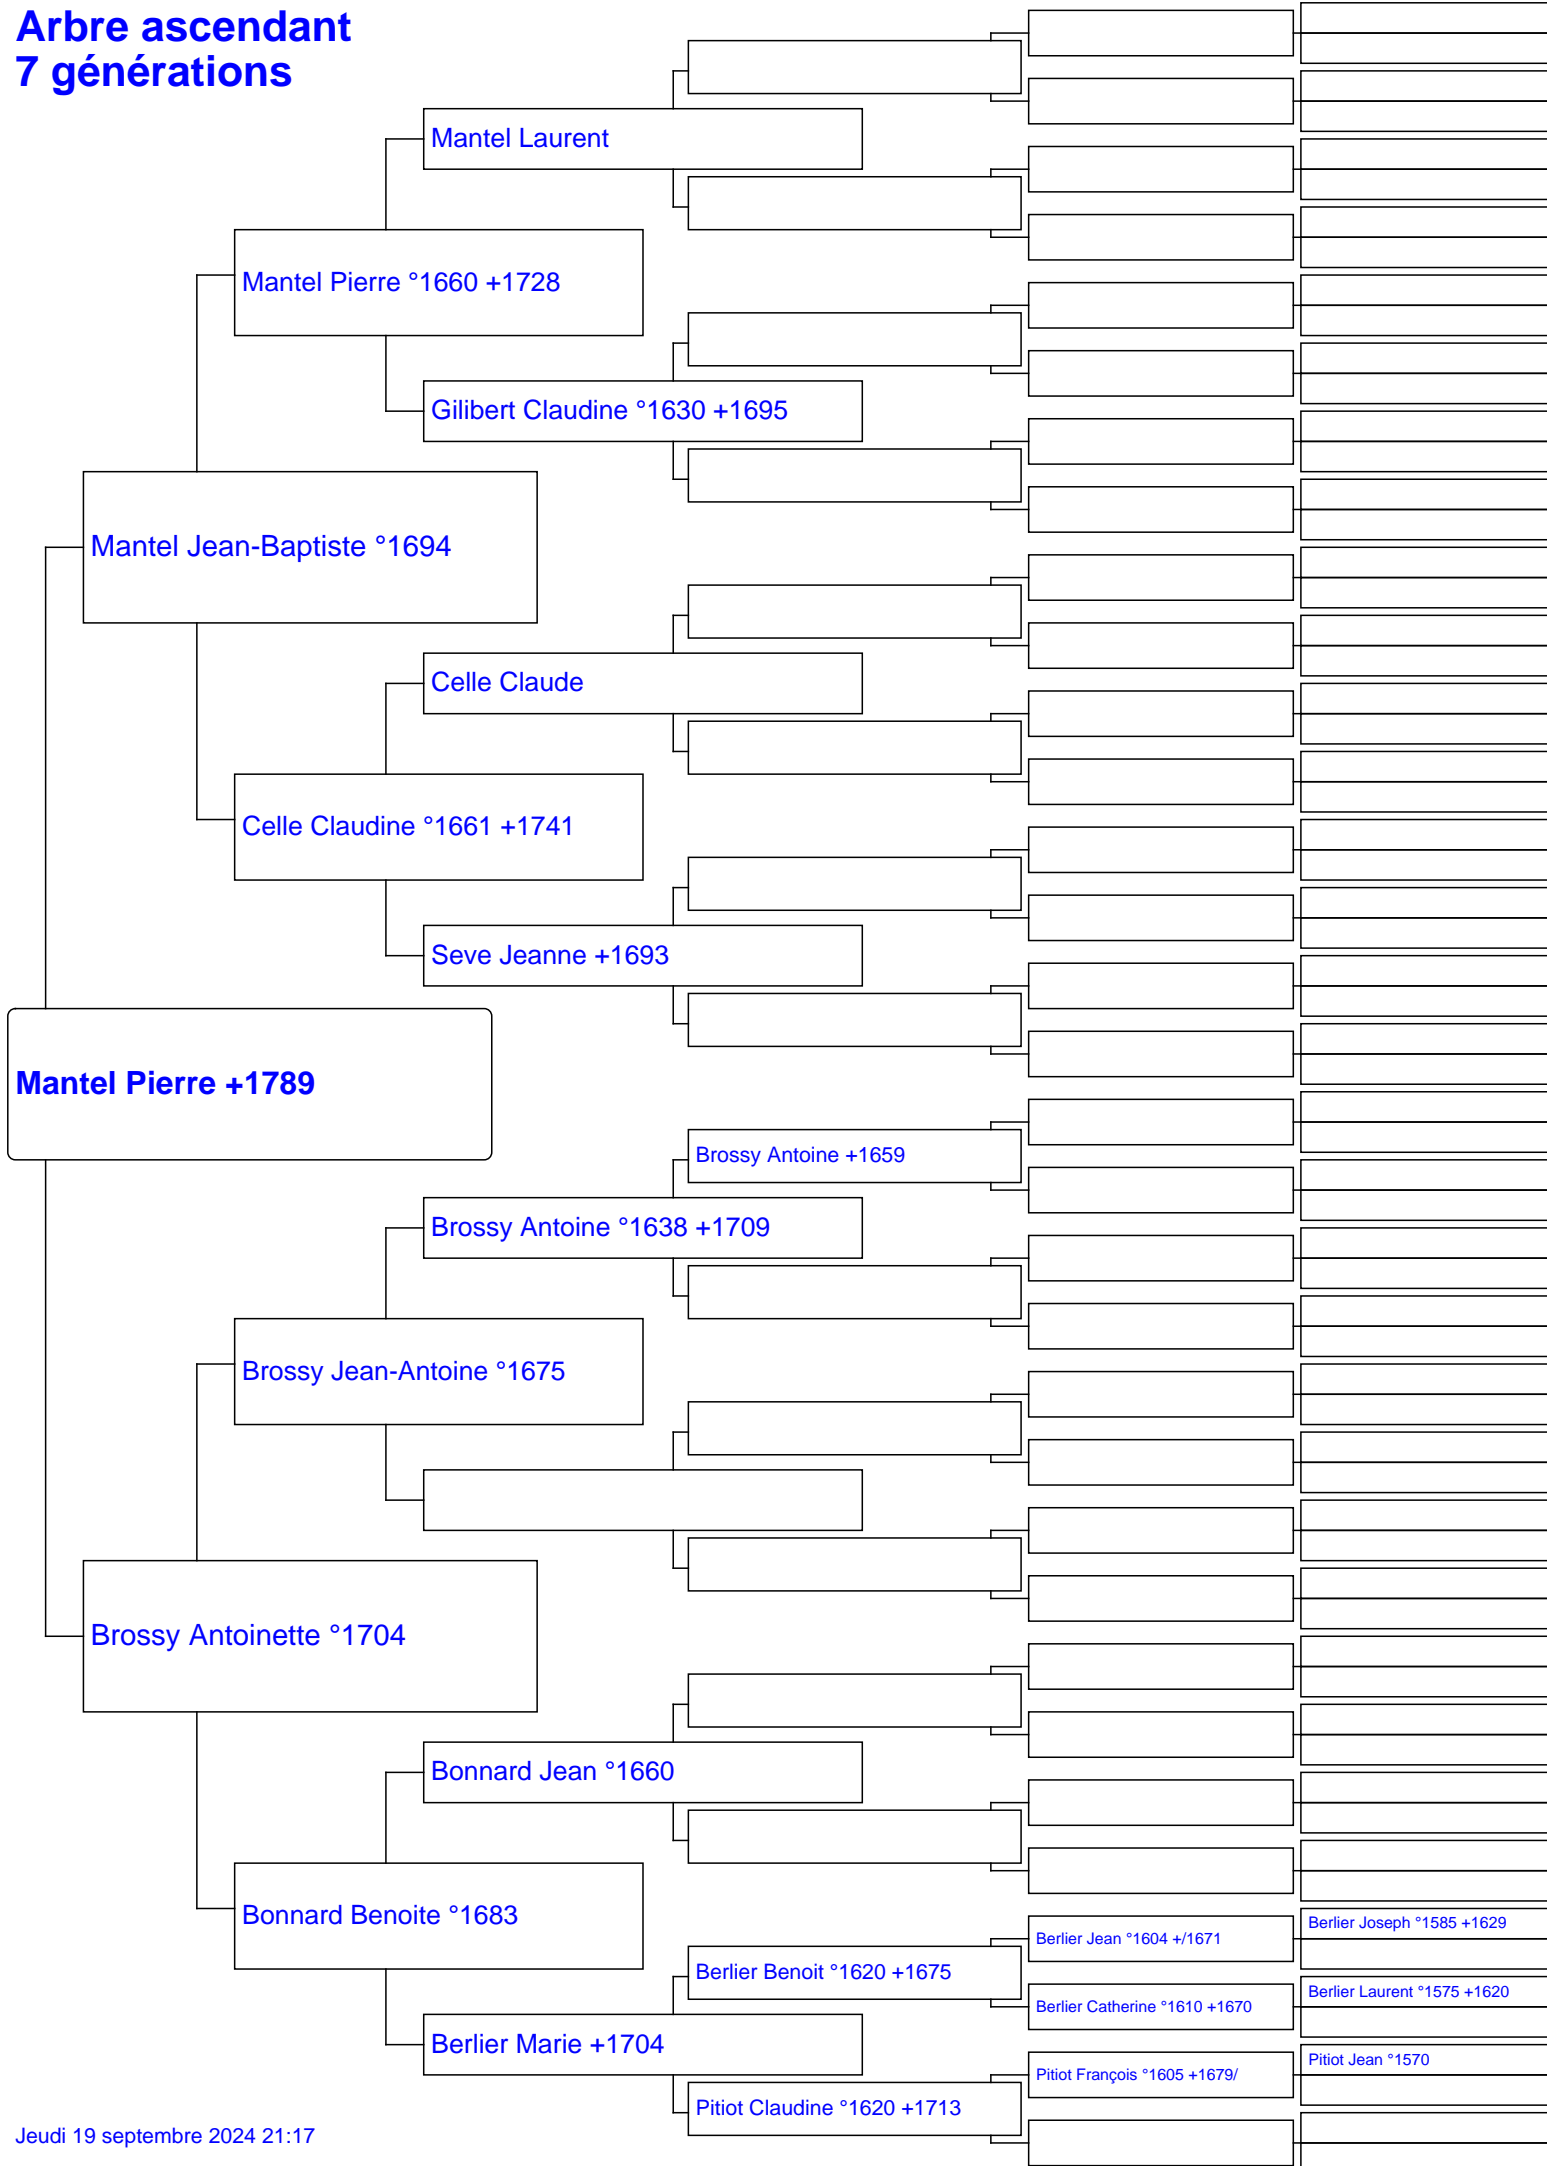 Arbre ascendant
7 générations
Mantel Laurent
Mantel Pierre °1660 +1728
Gilibert Claudine °1630 +1695
Mantel Jean-Baptiste °1694
Celle Claude
Celle Claudine °1661 +1741
Seve Jeanne +1693
Mantel Pierre +1789
Brossy Antoine +1659
Brossy Antoine °1638 +1709
Brossy Jean-Antoine °1675
Brossy Antoinette °1704
Bonnard Jean °1660
Bonnard Benoite °1683
Berlier Joseph °1585 +1629
Berlier Jean °1604 +/1671
Berlier Benoit °1620 +1675
Berlier Laurent °1575 +1620
Berlier Catherine °1610 +1670
Berlier Marie +1704
Pitiot Jean °1570
Pitiot François °1605 +1679/
Pitiot Claudine °1620 +1713
Jeudi 19 septembre 2024 21:17